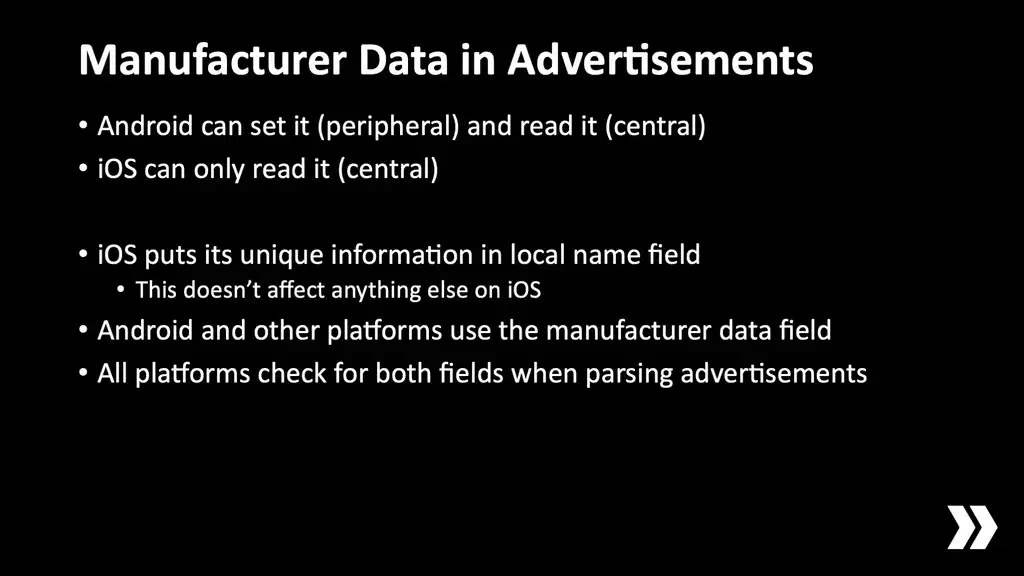 Manufacturer Data in Advertisements
• Android can set it (peripheral) and read it (central)
• iOS can only read it (central)
• iOS puts its unique information in local name field
• This doesn’t affect anything else on iOS
• Android and other platforms use the manufacturer data field
• All platforms check for both fields when parsing advertisements